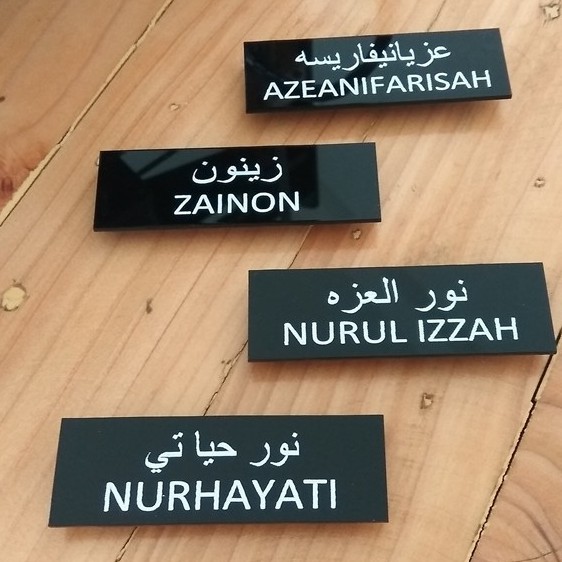 عزيانيفاريسه
AZEANIFARISAH
زينون
ZAINON
نور العزه
NURUL IZZAH
نور حيا تي
NURHAYATI